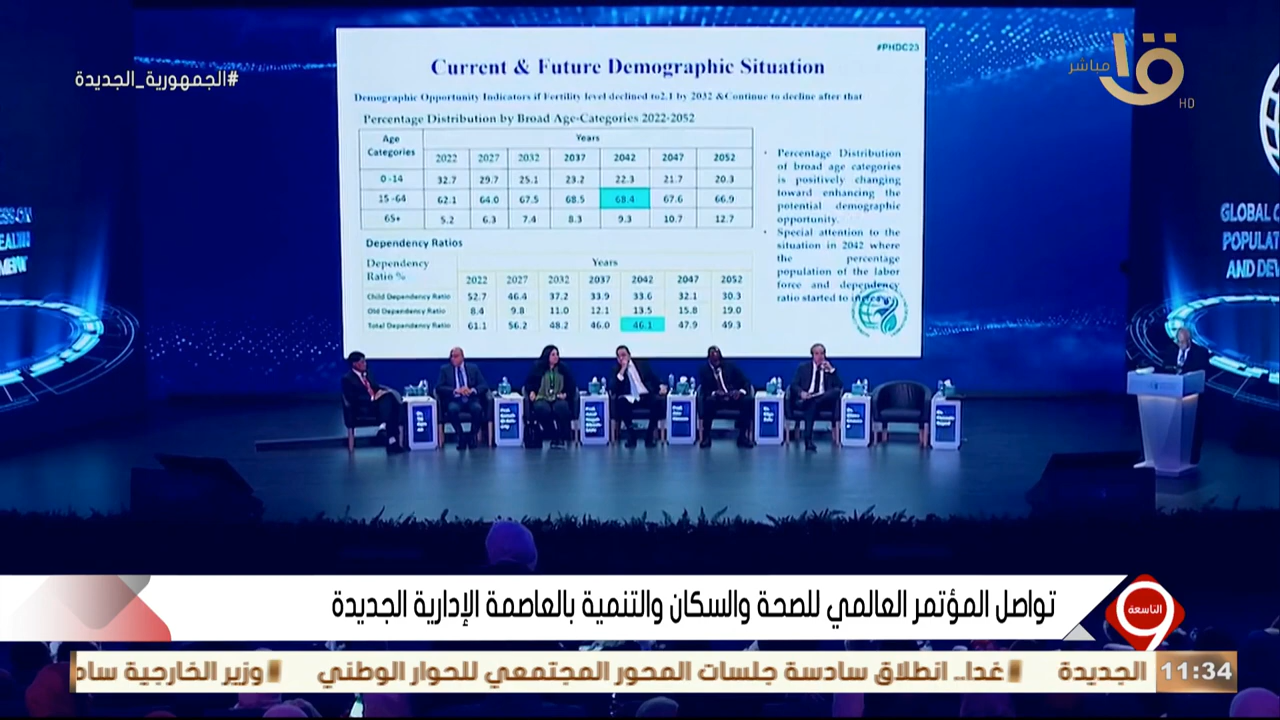 #PHDC23
Current & Future Demographic Situation
Demographic Opportunity Indicators if Fertility level declined to2.1 by 2032 &Continue to decline after that
Percentage Distribution by Broad Age-Categories 2022-2052
Age Categories Years
2022 2027 2032 2037 2042 2047 2052
0-14 32.7 29.7 25.1 23.2 22.3 21.7 20.3
15-64 62.1 64.0 67.5 68.5 68.4 67.6 66.9
65+ 5.2 6.3 7.4 8.3 9.3 10.7 12.7
Dependency Ratios
Dependency Ratio % Years
2022 2027 2032 2037 2042 2047 2052
Child Dependency Ratio 52.7 46.4 37.2 33.9 33.6 32.1 30.3
Old Dependency Ratio 8.4 9.8 11.0 12.1 13.5 15.8 19.0
Total Dependency Ratio 61.1 56.2 48.2 46.0 46.1 47.9 49.3
• Percentage Distribution
of broad age categories
is positively changing
toward enhancing the
potential demographic
opportunity.
• Special attention to the
situation in 2042 where
the percentage
population of the labor
force and dependency
ratio started to increase
#الجمهورية_الجديدة
مباشر
HD
GLOBAL
POPULAT
AND DEV
تواصل المؤتمر العالمي للصحة والسكان والتنمية بالعاصمة الإدارية الجديدة
التاسعة
9
11:34
الجديدة غدا.. انطلاق سادسة جلسات المحور المجتمعي للحوار الوطني وزير الخارجية سام